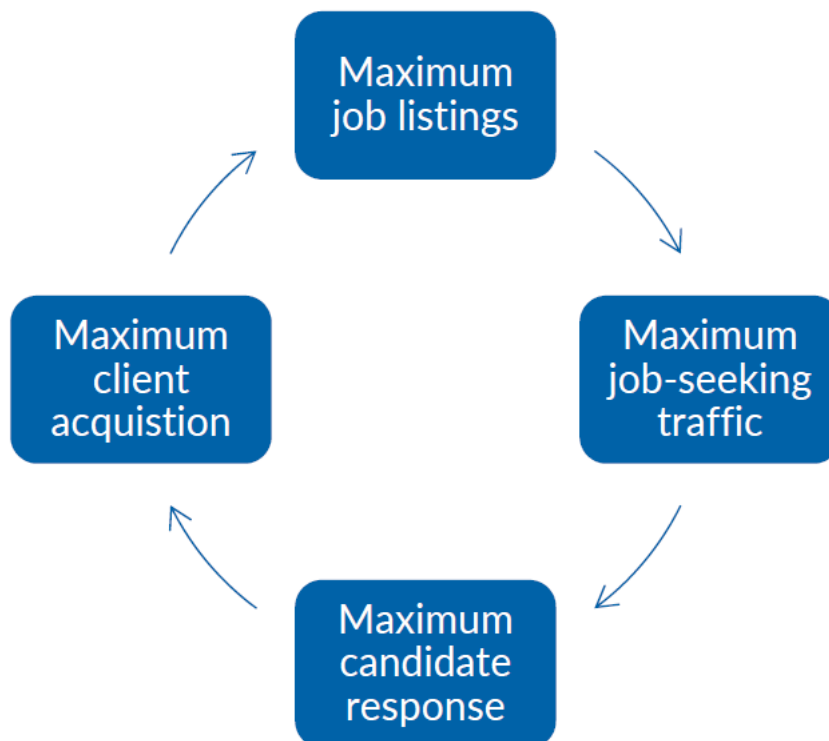 Maximum
job listings
Maximum
job-seeking
traffic
Maximum
candidate
response
Maximum
client
acquistion